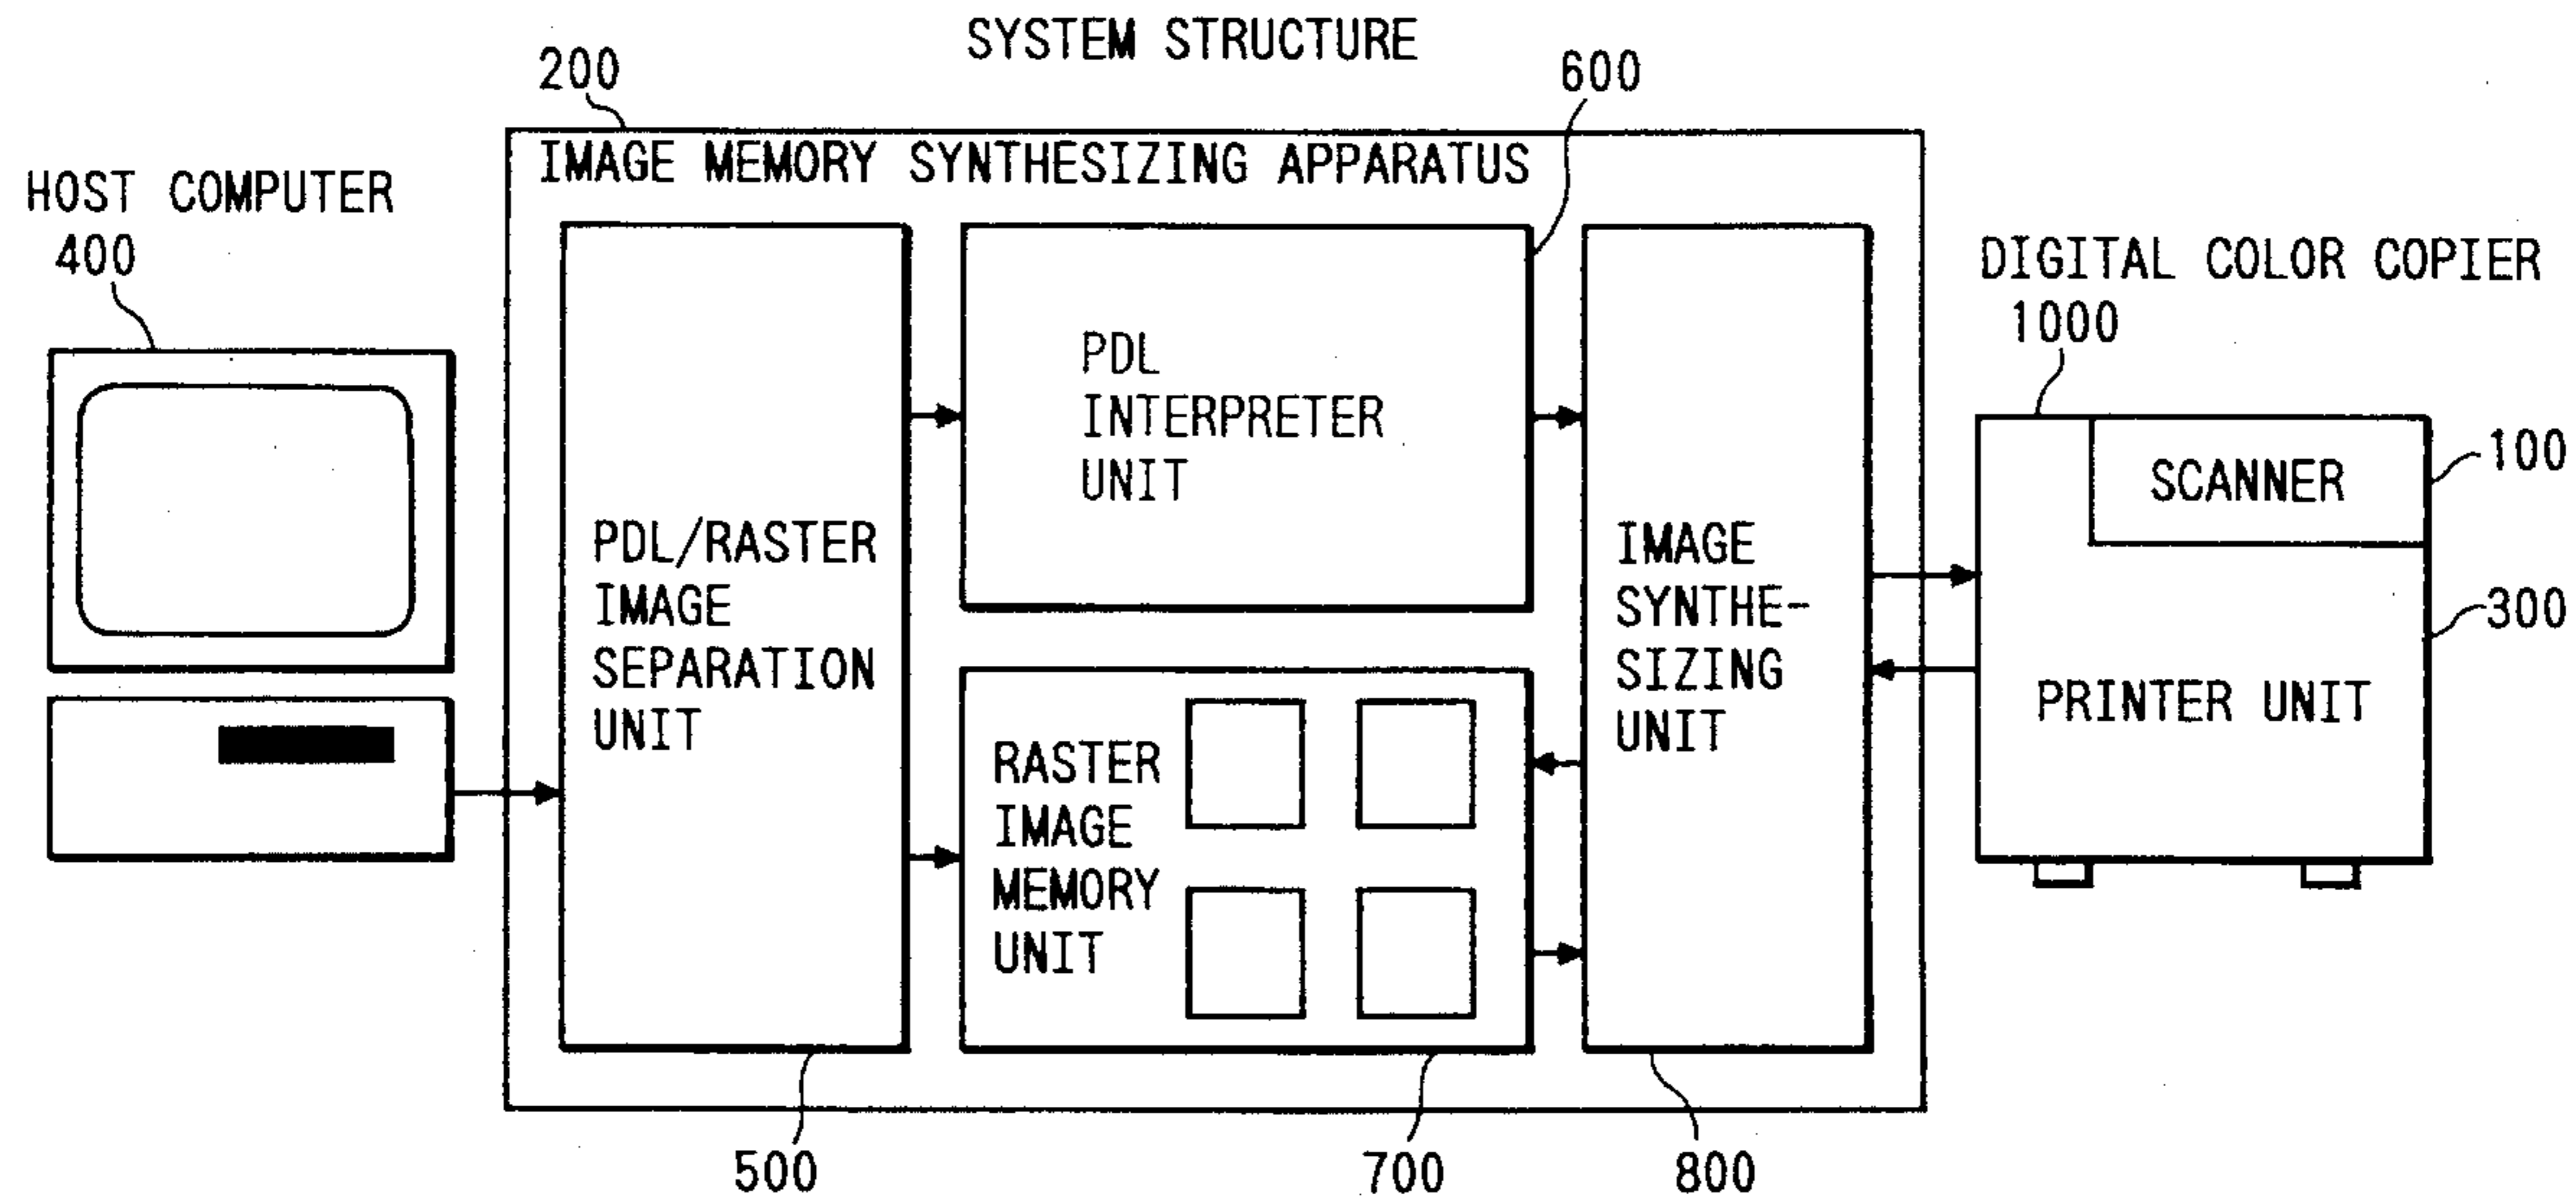 SYSTEM STRUCTURE
200
600
IMAGE MEMORY SYNTHESIZING APPARATUS
HOST COMPUTER
400
DIGITAL COLOR COPIER
1000
PDL
INTERPRETER
UNIT
100
SCANNER
PDL/RASTER
IMAGE
SEPARATION
UNIT
IMAGE
SYNTHE-
SIZING
UNIT
300
PRINTER UNIT
RASTER
IMAGE
MEMORY
UNIT
500
700
800